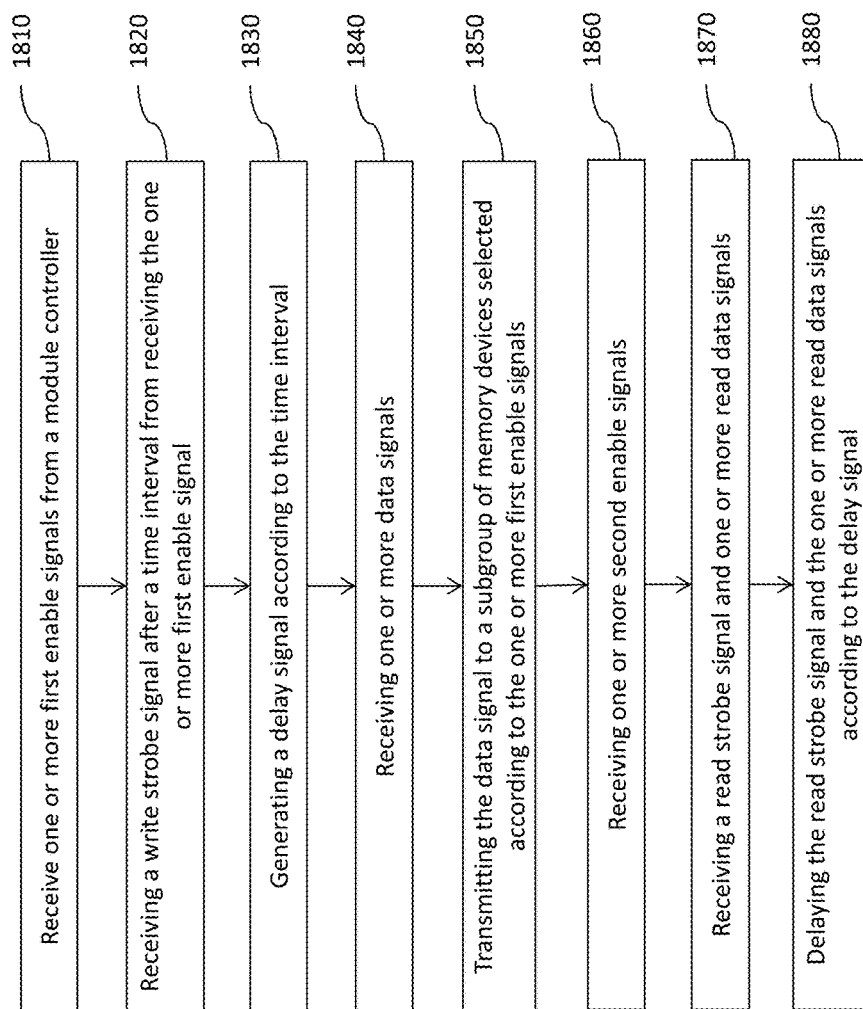 Receive one or more first enable signals from a module controller
1810
Receiving a write strobe signal after a time interval from receiving the one
or more first enable signal
1820
Generating a delay signal according to the time interval
1830
Receiving one or more data signals
1840
Transmitting the data signal to a subgroup of memory devices selected
according to the one or more first enable signals
1850
Receiving one or more second enable signals
1860
Receiving a read strobe signal and one or more read data signals
1870
Delaying the read strobe signal and the one or more read data signals
according to the delay signal
1880